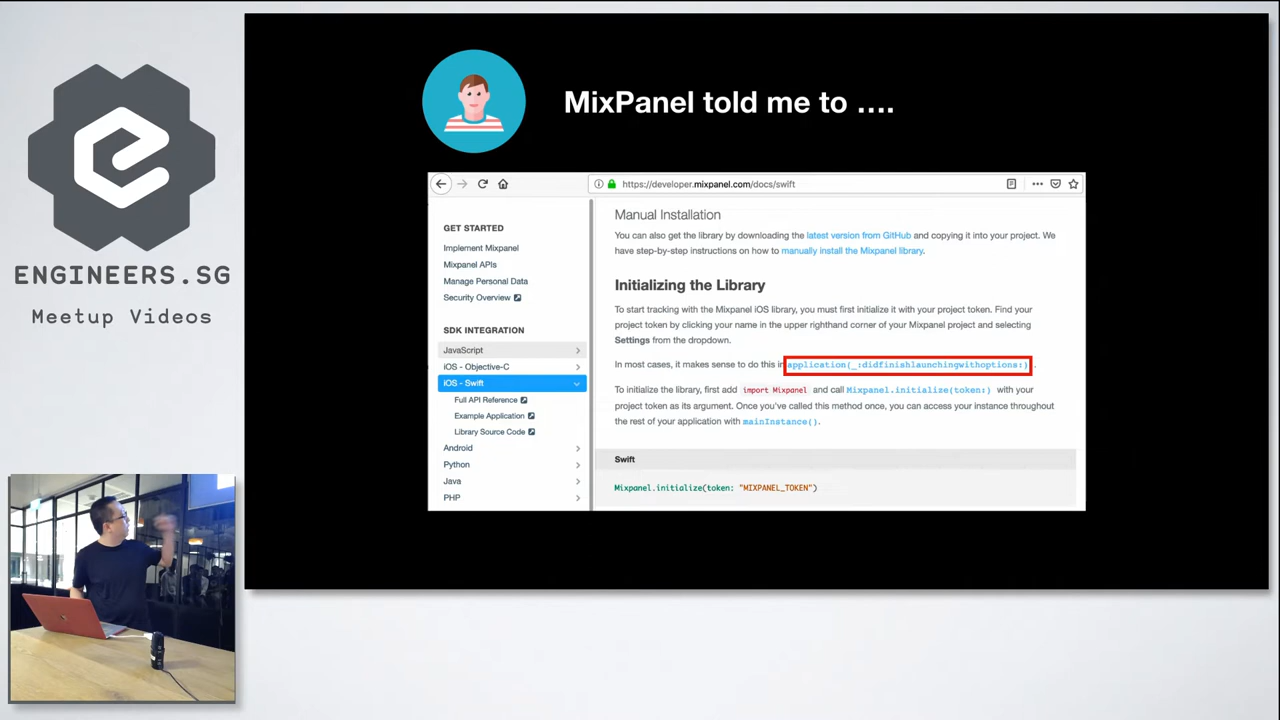 ENGINEERS.SG
Meetup Videos
MixPanel told me to ....
https://developer.mixpanel.com/docs/swift
GET STARTED
Implement Mixpanel
Mixpanel APIs
Manage Personal Data
Security Overview
SDK INTEGRATION
JavaScript
iOS - Objective-C
iOS - Swift
Full API Reference
Example Application
Library Source Code
Android
Python
Java
PHP
Manual Installation
You can also get the library by downloading the latest version from GitHub and copying it into your project. We
have step-by-step instructions on how to manually install the Mixpanel library.
Initializing the Library
To start tracking with the Mixpanel iOS library, you must first initialize it with your project token. Find your
project token by clicking your name in the upper righthand corner of your Mixpanel project and selecting
Settings from the dropdown.
In most cases, it makes sense to do this in application(_:didfinishlaunchingwithoptions:) .
To initialize the library, first add import Mixpanel and call Mixpanel.initialize(token:) with your
project token as its argument. Once you've called this method once, you can access your instance throughout
the rest of your application with mainInstance().
Swift
Mixpanel.initialize(token: "MIXPANEL_TOKEN")